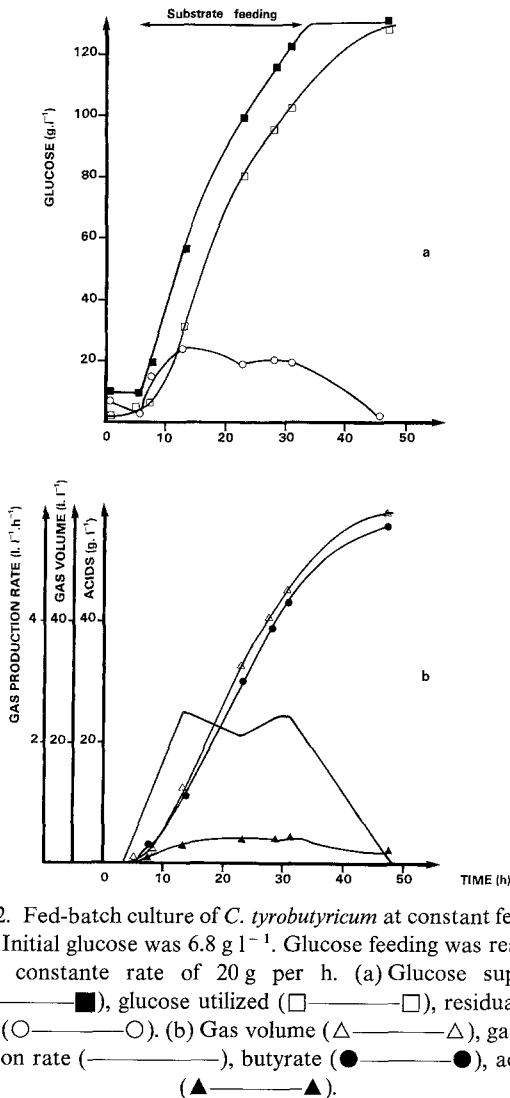 Substrate feeding
GLUCOSE (g.l⁻¹)
120
100
80
60
40
20
10
20
30
40
50
a
GAS PRODUCTION RATE (l. l⁻¹.h⁻¹)
GAS VOLUME (l. l⁻¹)
ACIDS (g. l⁻¹)
4
40
40
2
20
20
b
0
10
20
30
40
50
TIME (h)
2. Fed-batch culture of C. tyrobutyricum at constant fe
Initial glucose was 6.8 g l⁻¹. Glucose feeding was rea
constante rate of 20 g per h. (a) Glucose sup
■), glucose utilized (□——□), residua
(○——○). (b) Gas volume (△——△), ga
on rate (———), butyrate (●——●), ac
(▲——▲).